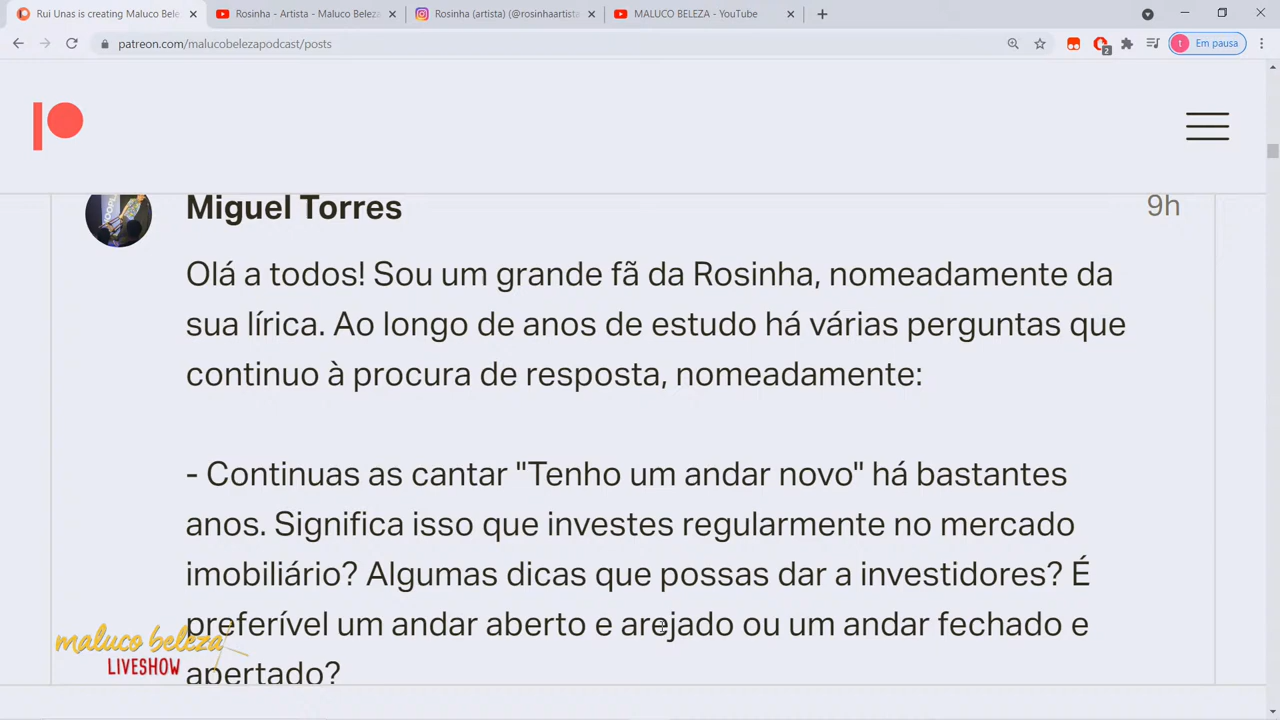 Rui Unas is creating Maluco Bele
Rosinha - Artista - Maluco Beleza
Rosinha (artista) (@rosinhaartista
MALUCO BELEZA - YouTube
patreon.com/malucobelezapodcast/posts
2
t
Em pausa
Miguel Torres
9h
Olá a todos! Sou um grande fã da Rosinha, nomeadamente da
sua lírica. Ao longo de anos de estudo há várias perguntas que
continuo à procura de resposta, nomeadamente:
- Continuas as cantar "Tenho um andar novo" há bastantes
anos. Significa isso que investes regularmente no mercado
imobiliário? Algumas dicas que possas dar a investidores? É
preferível um andar aberto e arejado ou um andar fechado e
apertado?
maluco beleza
LIVESHOW